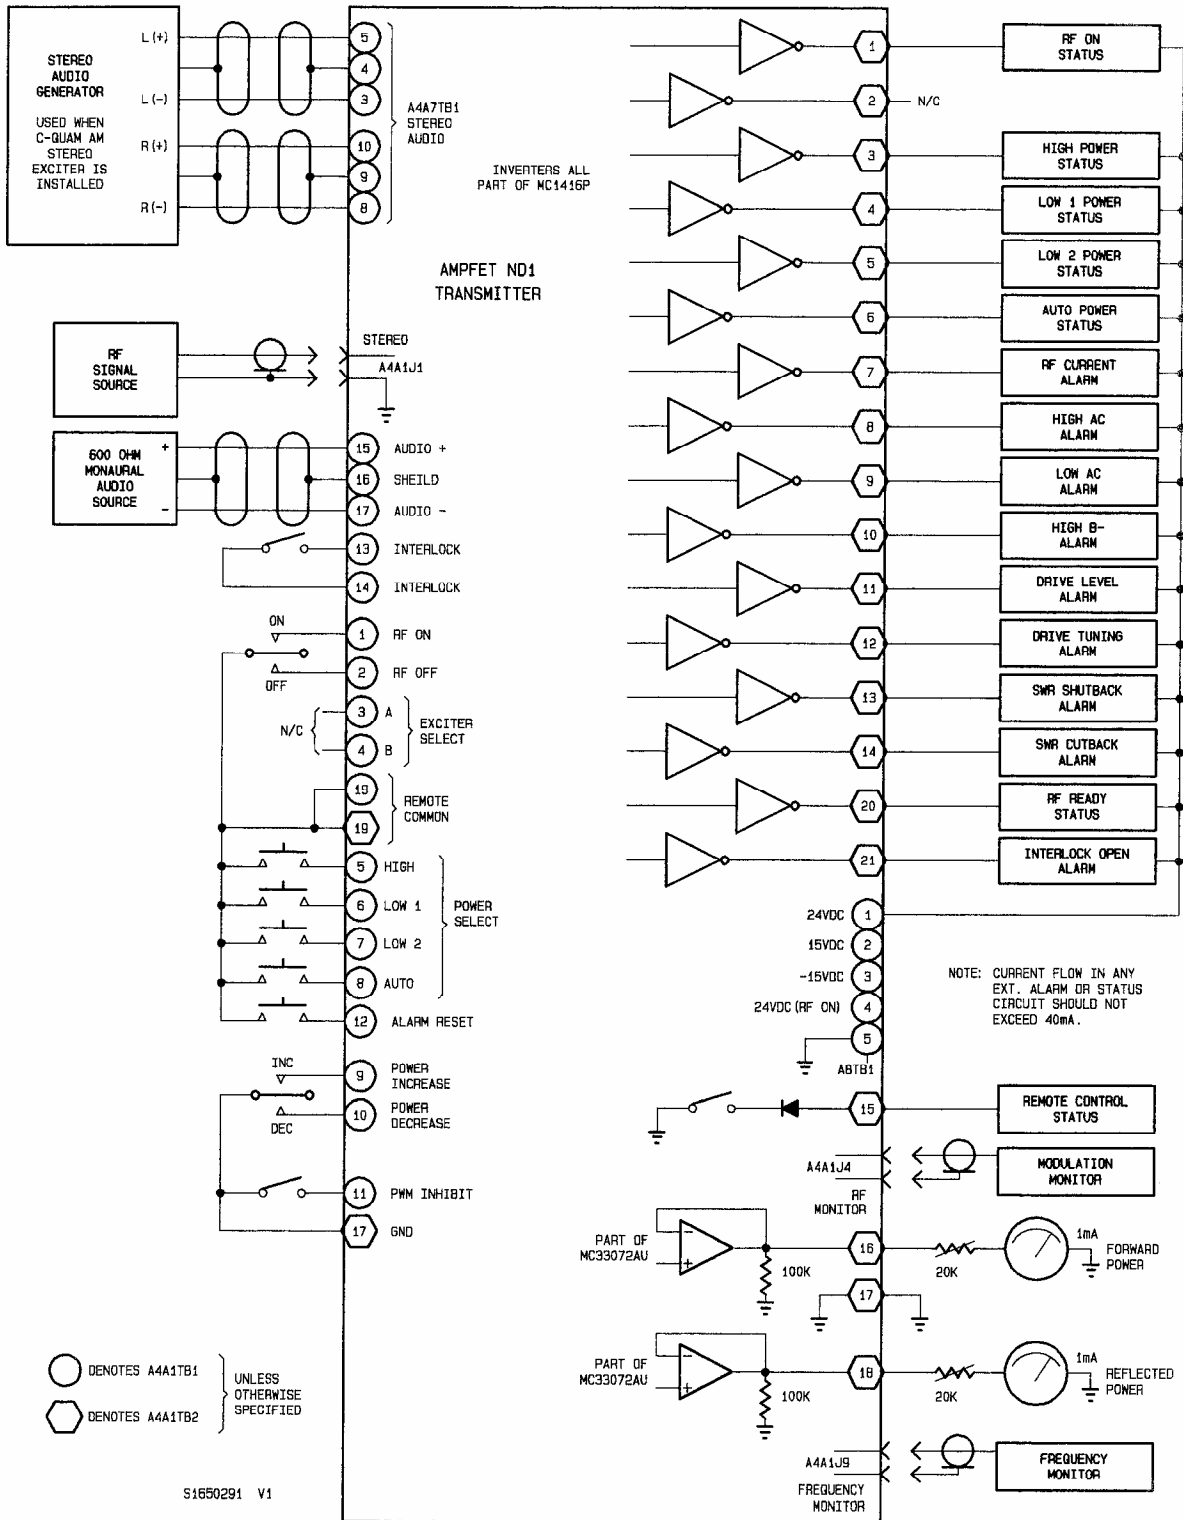 STEREO
AUDIO
GENERATOR
USED WHEN
C-QUAM AM
STEREO
EXCITER IS
INSTALLED
L(+)
L(-)
R(+)
R(-)
5
4
3
10
9
8
A4A7TB1
STEREO
AUDIO
INVERTERS ALL
PART OF MC1416P
AMPFET ND1
TRANSMITTER
RF
SIGNAL
SOURCE
STEREO
A4A1J1
600 OHM
MONAURAL
AUDIO
SOURCE
+
-
15 AUDIO +
16 SHEILD
17 AUDIO -
13 INTERLOCK
14 INTERLOCK
ON
OFF
1 RF ON
2 RF OFF
N/C
3 A
4 B
EXCITER
SELECT
19
19
REMOTE
COMMON
5 HIGH
6 LOW 1
7 LOW 2
8 AUTO
POWER
SELECT
12 ALARM RESET
INC
DEC
9 POWER
INCREASE
10 POWER
DECREASE
11 PWM INHIBIT
17 GND
DENOTES A4A1TB1
DENOTES A4A1TB2
UNLESS
OTHERWISE
SPECIFIED
S1650291 V1
1 RF ON
STATUS
2 N/C
3 HIGH POWER
STATUS
4 LOW 1 POWER
STATUS
5 LOW 2 POWER
STATUS
6 AUTO POWER
STATUS
7 RF CURRENT
ALARM
8 HIGH AC
ALARM
9 LOW AC
ALARM
10 HIGH B-
ALARM
11 DRIVE LEVEL
ALARM
12 DRIVE TUNING
ALARM
13 SWR SHUTBACK
ALARM
14 SWR CUTBACK
ALARM
20 RF READY
STATUS
21 INTERLOCK OPEN
ALARM
24VDC 1
15VDC 2
-15VDC 3
24VDC (RF ON) 4
5
A8TB1
NOTE: CURRENT FLOW IN ANY
EXT. ALARM OR STATUS
CIRCUIT SHOULD NOT
EXCEED 40mA.
15 REMOTE CONTROL
STATUS
A4A1J4
RF
MONITOR
MODULATION
MONITOR
PART OF
MC33072AU
-
+
100K
16
20K
1mA
FORWARD
POWER
17
PART OF
MC33072AU
-
+
100K
18
20K
1mA
REFLECTED
POWER
A4A1J9
FREQUENCY
MONITOR
FREQUENCY
MONITOR